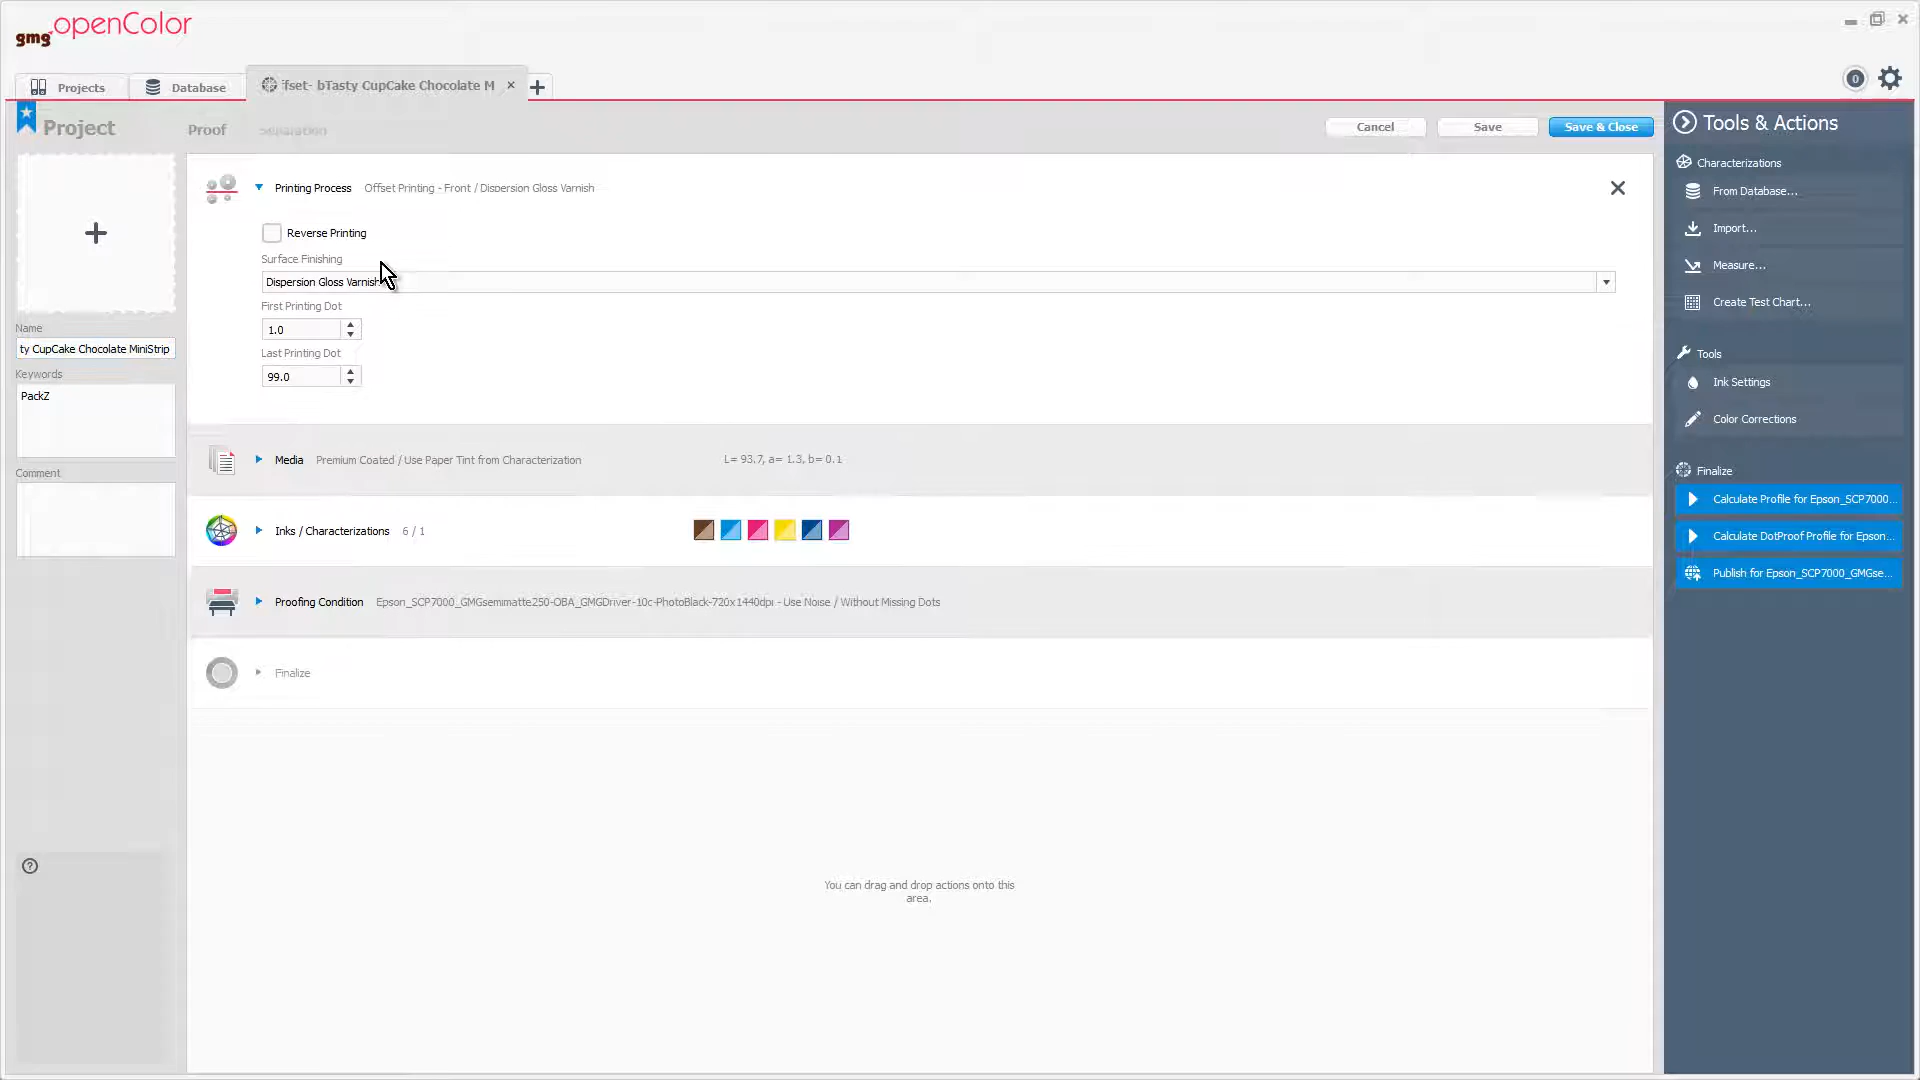 gmg openColor
Projects
Database
fset- bTasty CupCake Chocolate M
0
Project
Proof
Separation
Cancel
Save
Save & Close
Printing Process
Offset Printing - Front / Dispersion Gloss Varnish
Reverse Printing
Surface Finishing
Dispersion Gloss Varnish
First Printing Dot
1.0
Last Printing Dot
99.0
Name
ty CupCake Chocolate MiniStrip
Keywords
PackZ
Comment
Media
Premium Coated / Use Paper Tint from Characterization
L= 93.7, a= 1.3, b= 0.1
Inks / Characterizations
6 / 1
Proofing Condition
Epson_SCP7000_GMGsemimatte250-OBA_GMGDriver-10c-PhotoBlack-720x1440dpi - Use Noise / Without Missing Dots
Finalize
You can drag and drop actions onto this
area.
Tools & Actions
Characterizations
From Database...
Import...
Measure...
Create Test Chart...
Tools
Ink Settings
Color Corrections
Finalize
Calculate Profile for Epson_SCP7000...
Calculate DotProof Profile for Epson...
Publish for Epson_SCP7000_GMGse...